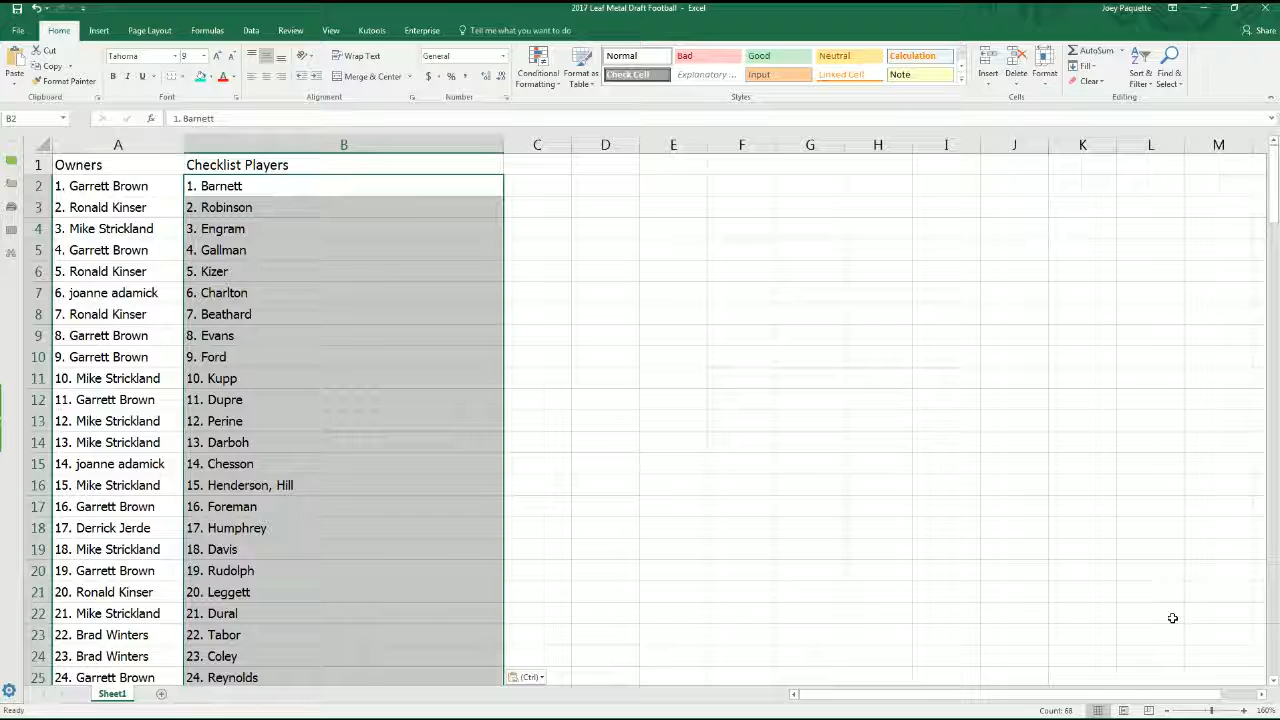 2017 Leaf Metal Draft Football - Excel
Joey Paquette
File Home Insert Page Layout Formulas Data Review View Kutools Enterprise Tell me what you want to do Share
Paste Cut Copy Format Painter Clipboard
Tahoma 9 B I U A Font
Wrap Text Merge & Center Alignment
General $ % , Number
Conditional Formatting Format as Table
Normal Bad Good Neutral Calculation
Check Cell Explanatory ... Input Linked Cell Note
Styles
Insert Delete Format Cells
AutoSum Fill Clear Sort & Filter Find & Select Editing
B2 fx 1. Barnett
A B C D E F G H I J K L M
1 Owners Checklist Players
2 1. Garrett Brown 1. Barnett
3 2. Ronald Kinser 2. Robinson
4 3. Mike Strickland 3. Engram
5 4. Garrett Brown 4. Gallman
6 5. Ronald Kinser 5. Kizer
7 6. joanne adamick 6. Charlton
8 7. Ronald Kinser 7. Beathard
9 8. Garrett Brown 8. Evans
10 9. Garrett Brown 9. Ford
11 10. Mike Strickland 10. Kupp
12 11. Garrett Brown 11. Dupre
13 12. Mike Strickland 12. Perine
14 13. Mike Strickland 13. Darboh
15 14. joanne adamick 14. Chesson
16 15. Mike Strickland 15. Henderson, Hill
17 16. Garrett Brown 16. Foreman
18 17. Derrick Jerde 17. Humphrey
19 18. Mike Strickland 18. Davis
20 19. Garrett Brown 19. Rudolph
21 20. Ronald Kinser 20. Leggett
22 21. Mike Strickland 21. Dural
23 22. Brad Winters 22. Tabor
24 23. Brad Winters 23. Coley
25 24. Garrett Brown 24. Reynolds
(Ctrl)
Sheet1
Ready Count: 68 160%